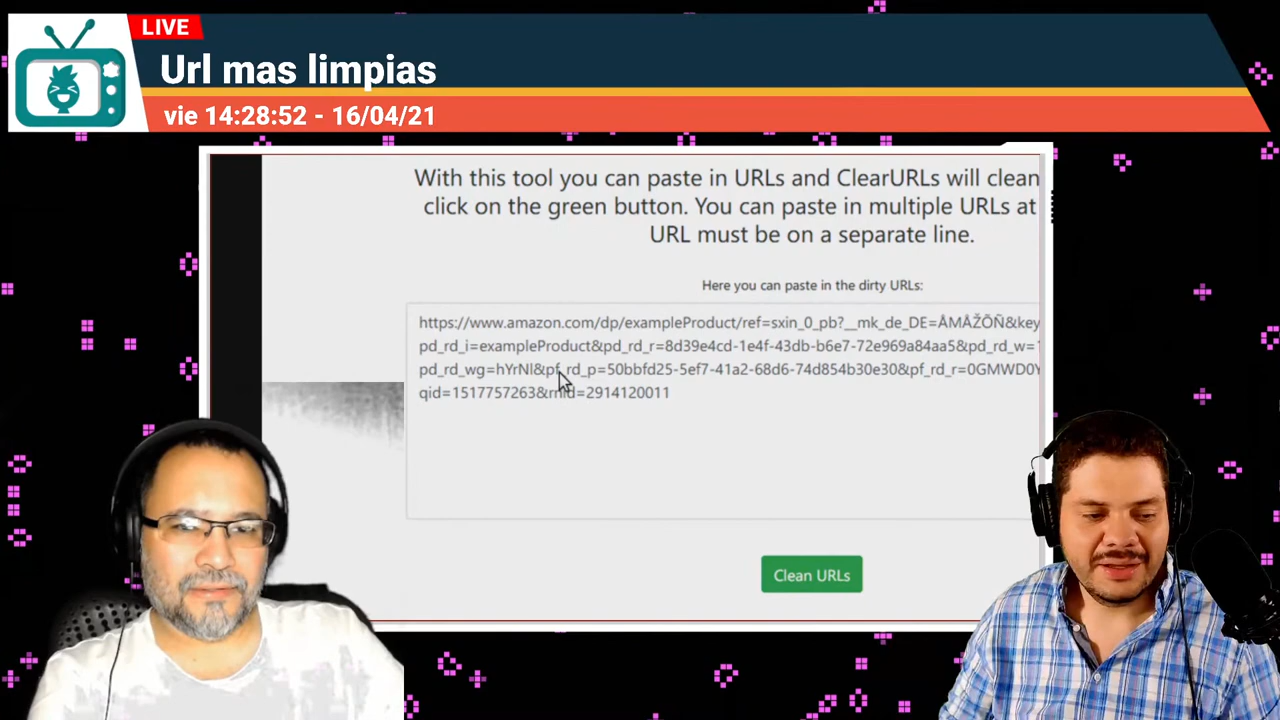 LIVE
Url mas limpias
vie 14:28:52 - 16/04/21
With this tool you can paste in URLs and ClearURLs will clean
click on the green button. You can paste in multiple URLs at
URL must be on a separate line.
Here you can paste in the dirty URLs:
https://www.amazon.com/dp/exampleProduct/ref=sxin_0_pb?__mk_de_DE=ÅMÅŽÕÑ&key
pd_rd_i=exampleProduct&pd_rd_r=8d39e4cd-1e4f-43db-b6e7-72e969a84aa5&pd_rd_w=
pd_rd_wg=hYrNl&pf_rd_p=50bbfd25-5ef7-41a2-68d6-74d854b30e30&pf_rd_r=0GMWD0Y
qid=1517757263&rnid=2914120011
Clean URLs